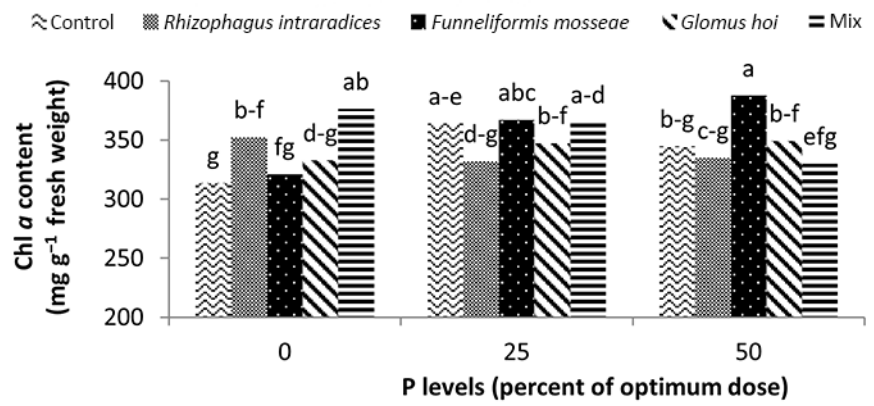 Control Rhizophagus intraradices Funneliformis mosseae Glomus hoi Mix
Chl a content
(mg g⁻¹ fresh weight)
400
350
300
250
200
g b-f fg d-g ab
a-e d-g abc b-f a-d
b-g c-g a b-f efg
0 25 50
P levels (percent of optimum dose)